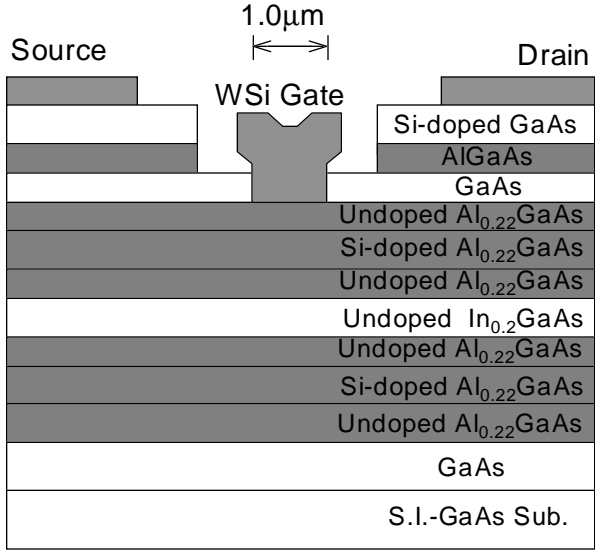 1.0μm
Source
Drain
WSi Gate
Si-doped GaAs
AlGaAs
GaAs
Undoped Al0.22GaAs
Si-doped Al0.22GaAs
Undoped Al0.22GaAs
Undoped In0.2GaAs
Undoped Al0.22GaAs
Si-doped Al0.22GaAs
Undoped Al0.22GaAs
GaAs
S.I.-GaAs Sub.